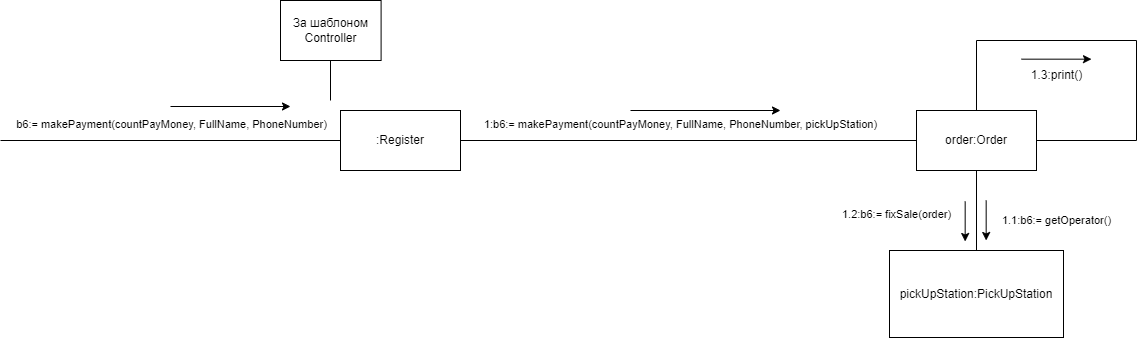 За шаблоном
Controller
1.3:print()
b6:= makePayment(countPayMoney, FullName, PhoneNumber)
1:b6:= makePayment(countPayMoney, FullName, PhoneNumber, pickUpStation)
:Register
order:Order
1.2:b6:= fixSale(order)
1.1:b6:= getOperator()
pickUpStation:PickUpStation